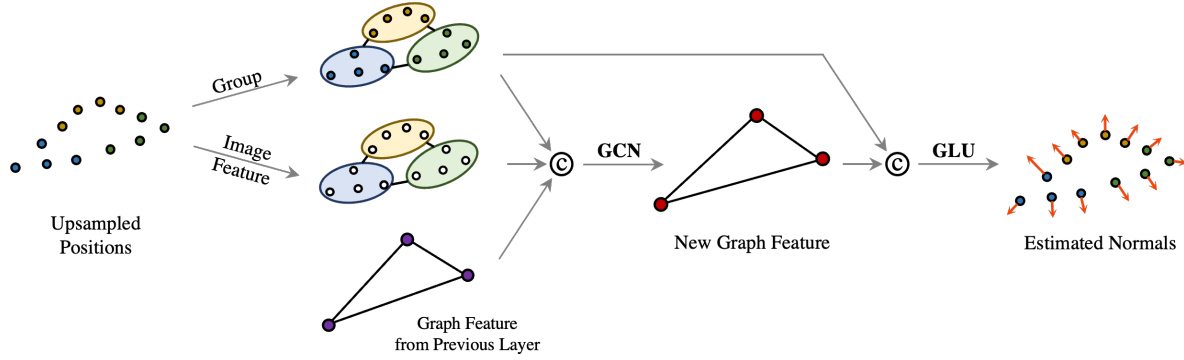 Group
Image
Feature
Upsampled
Positions
C
GCN
New Graph Feature
C
GLU
Estimated Normals
Graph Feature
from Previous Layer